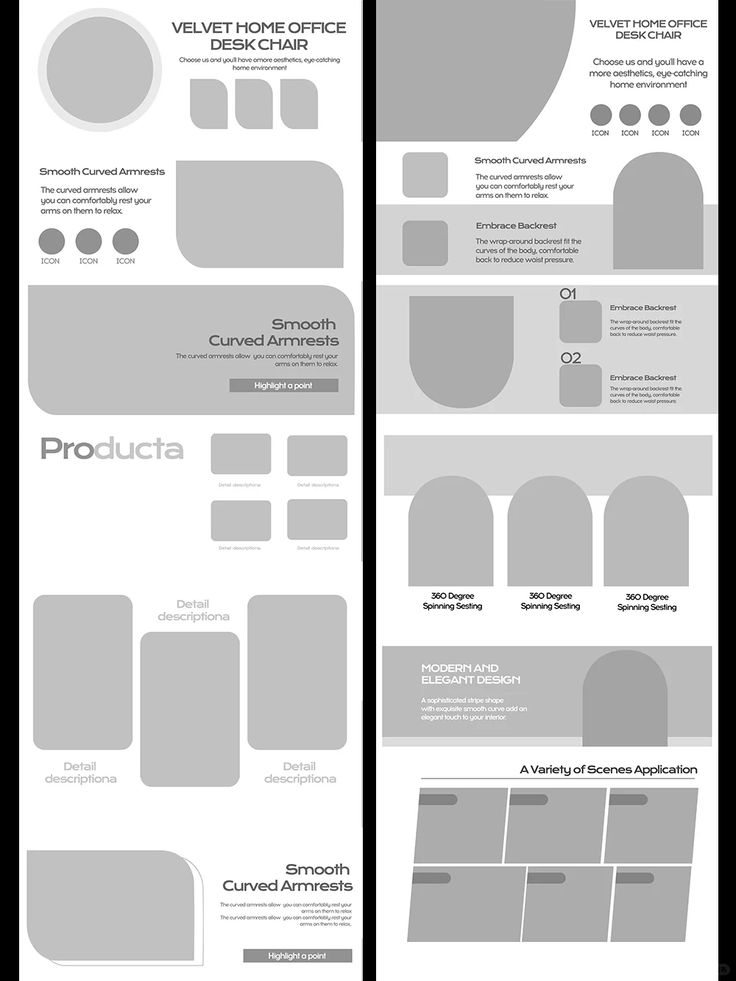 VELVET HOME OFFICE
DESK CHAIR
Choose us and youll have amore aesthetics, eye-catching
home environment
Smooth Curved Armrests
The curved armrests allow
you can comfortably rest your
arms on them to relax.
ICON
ICON
ICON
Smooth
Curved Armrests
The curved armrests allow you can comfortably rest your
arms on them to relax.
Highlight a point
Producta
Detail descriptiona
Detail descriptiona
Detail descriptiona
Detail descriptiona
Detail
descriptiona
Detail
descriptiona
Detail
descriptiona
Smooth
Curved Armrests
The curved armrests allow you can comfortably rest your
arms on them to relax
The curved armrests allow you can comfortably rest your
arms on them to relax,
Highlight a point
VELVET HOME OFFICE
DESK CHAIR
Choose us and youll have a
more aesthetics, eye-catching
home environment
ICON
ICON
ICON
ICON
Smooth Curved Armrests
The curved armrests allow
you can comfortably rest your
arms on them to relax.
Embrace Backrest
The wrap-around backrest fit the
curves of the body, comfortable
back to reduce waist pressure.
01
Embrace Backrest
The wrap-around backrest fit the
curves of the body, comfortable
back to reduce waist pressure.
02
Embrace Backrest
The wrap-around backrest fit the
curves of the body, comfortable
back to reduce waist pressure.
360 Degree
Spinning Sesting
360 Degree
Spinning Sesting
360 Degree
Spinning Sesting
MODERN AND
ELEGANT DESIGN
A sophisticated stripe shape
with exquisite smooth curve add an
elegant touch to your interior.
A Variety of Scenes Application